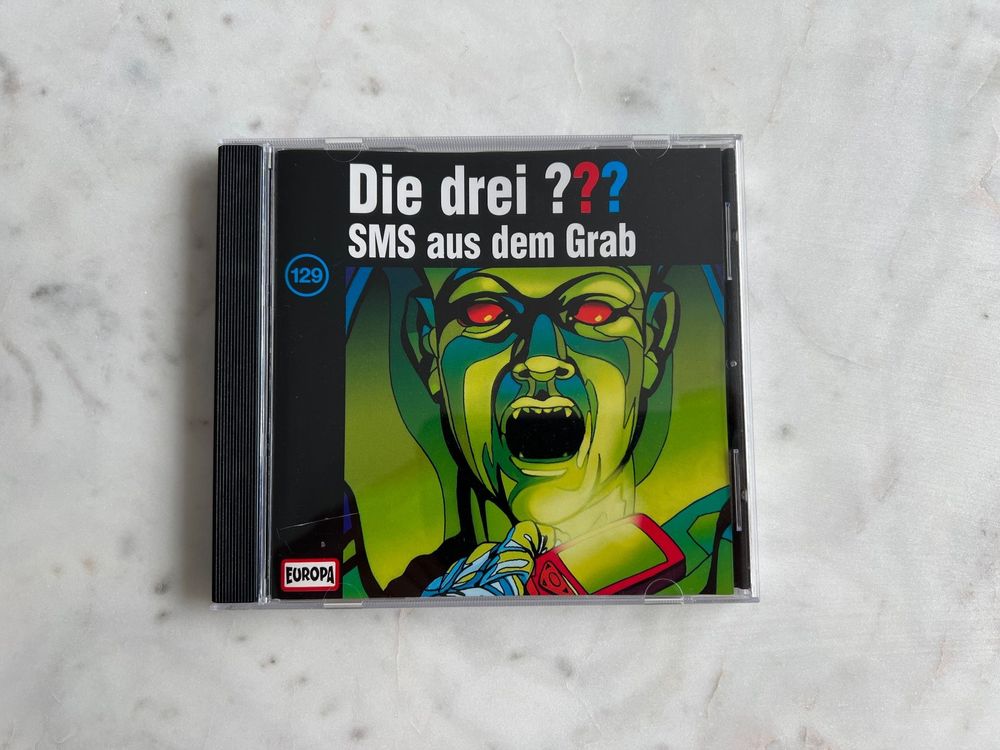 Die drei ???
SMS aus dem Grab
129
EUROPA